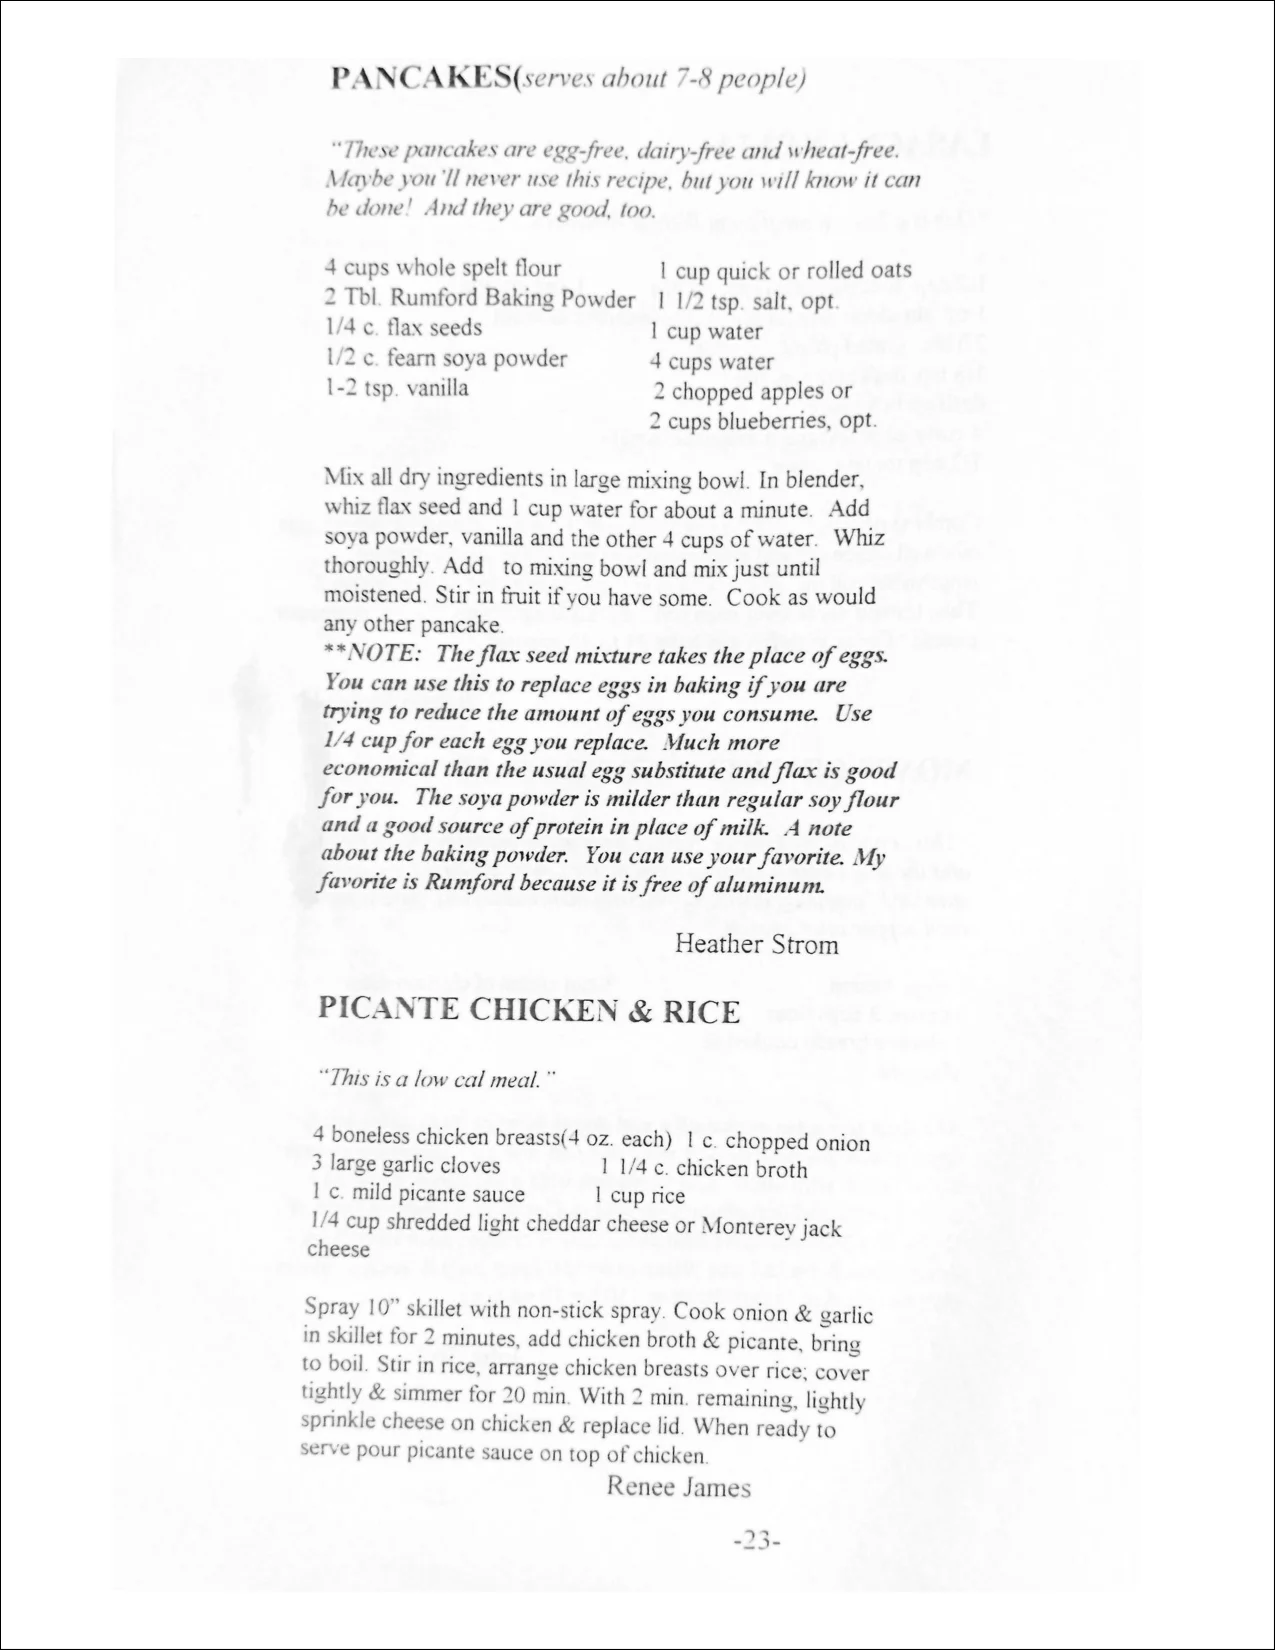 PANCAKES(serves about 7-8 people)
"These pancakes are egg-free, dairy-free and wheat-free.
Maybe you'll never use this recipe, but you will know it can
be done! And they are good, too.
4 cups whole spelt flour 1 cup quick or rolled oats
2 Tbl. Rumford Baking Powder 1 1/2 tsp. salt, opt.
1/4 c. flax seeds 1 cup water
1/2 c. fearn soya powder 4 cups water
1-2 tsp. vanilla 2 chopped apples or
2 cups blueberries, opt.
Mix all dry ingredients in large mixing bowl. In blender,
whiz flax seed and 1 cup water for about a minute. Add
soya powder, vanilla and the other 4 cups of water. Whiz
thoroughly. Add to mixing bowl and mix just until
moistened. Stir in fruit if you have some. Cook as would
any other pancake.
**NOTE: The flax seed mixture takes the place of eggs.
You can use this to replace eggs in baking if you are
trying to reduce the amount of eggs you consume. Use
1/4 cup for each egg you replace. Much more
economical than the usual egg substitute and flax is good
for you. The soya powder is milder than regular soy flour
and a good source of protein in place of milk. A note
about the baking powder. You can use your favorite. My
favorite is Rumford because it is free of aluminum.
Heather Strom
PICANTE CHICKEN & RICE
"This is a low cal meal."
4 boneless chicken breasts(4 oz. each) 1 c. chopped onion
3 large garlic cloves 1 1/4 c. chicken broth
1 c. mild picante sauce 1 cup rice
1/4 cup shredded light cheddar cheese or Monterey jack
cheese
Spray 10" skillet with non-stick spray. Cook onion & garlic
in skillet for 2 minutes, add chicken broth & picante, bring
to boil. Stir in rice, arrange chicken breasts over rice; cover
tightly & simmer for 20 min. With 2 min. remaining, lightly
sprinkle cheese on chicken & replace lid. When ready to
serve pour picante sauce on top of chicken.
Renee James
-23-